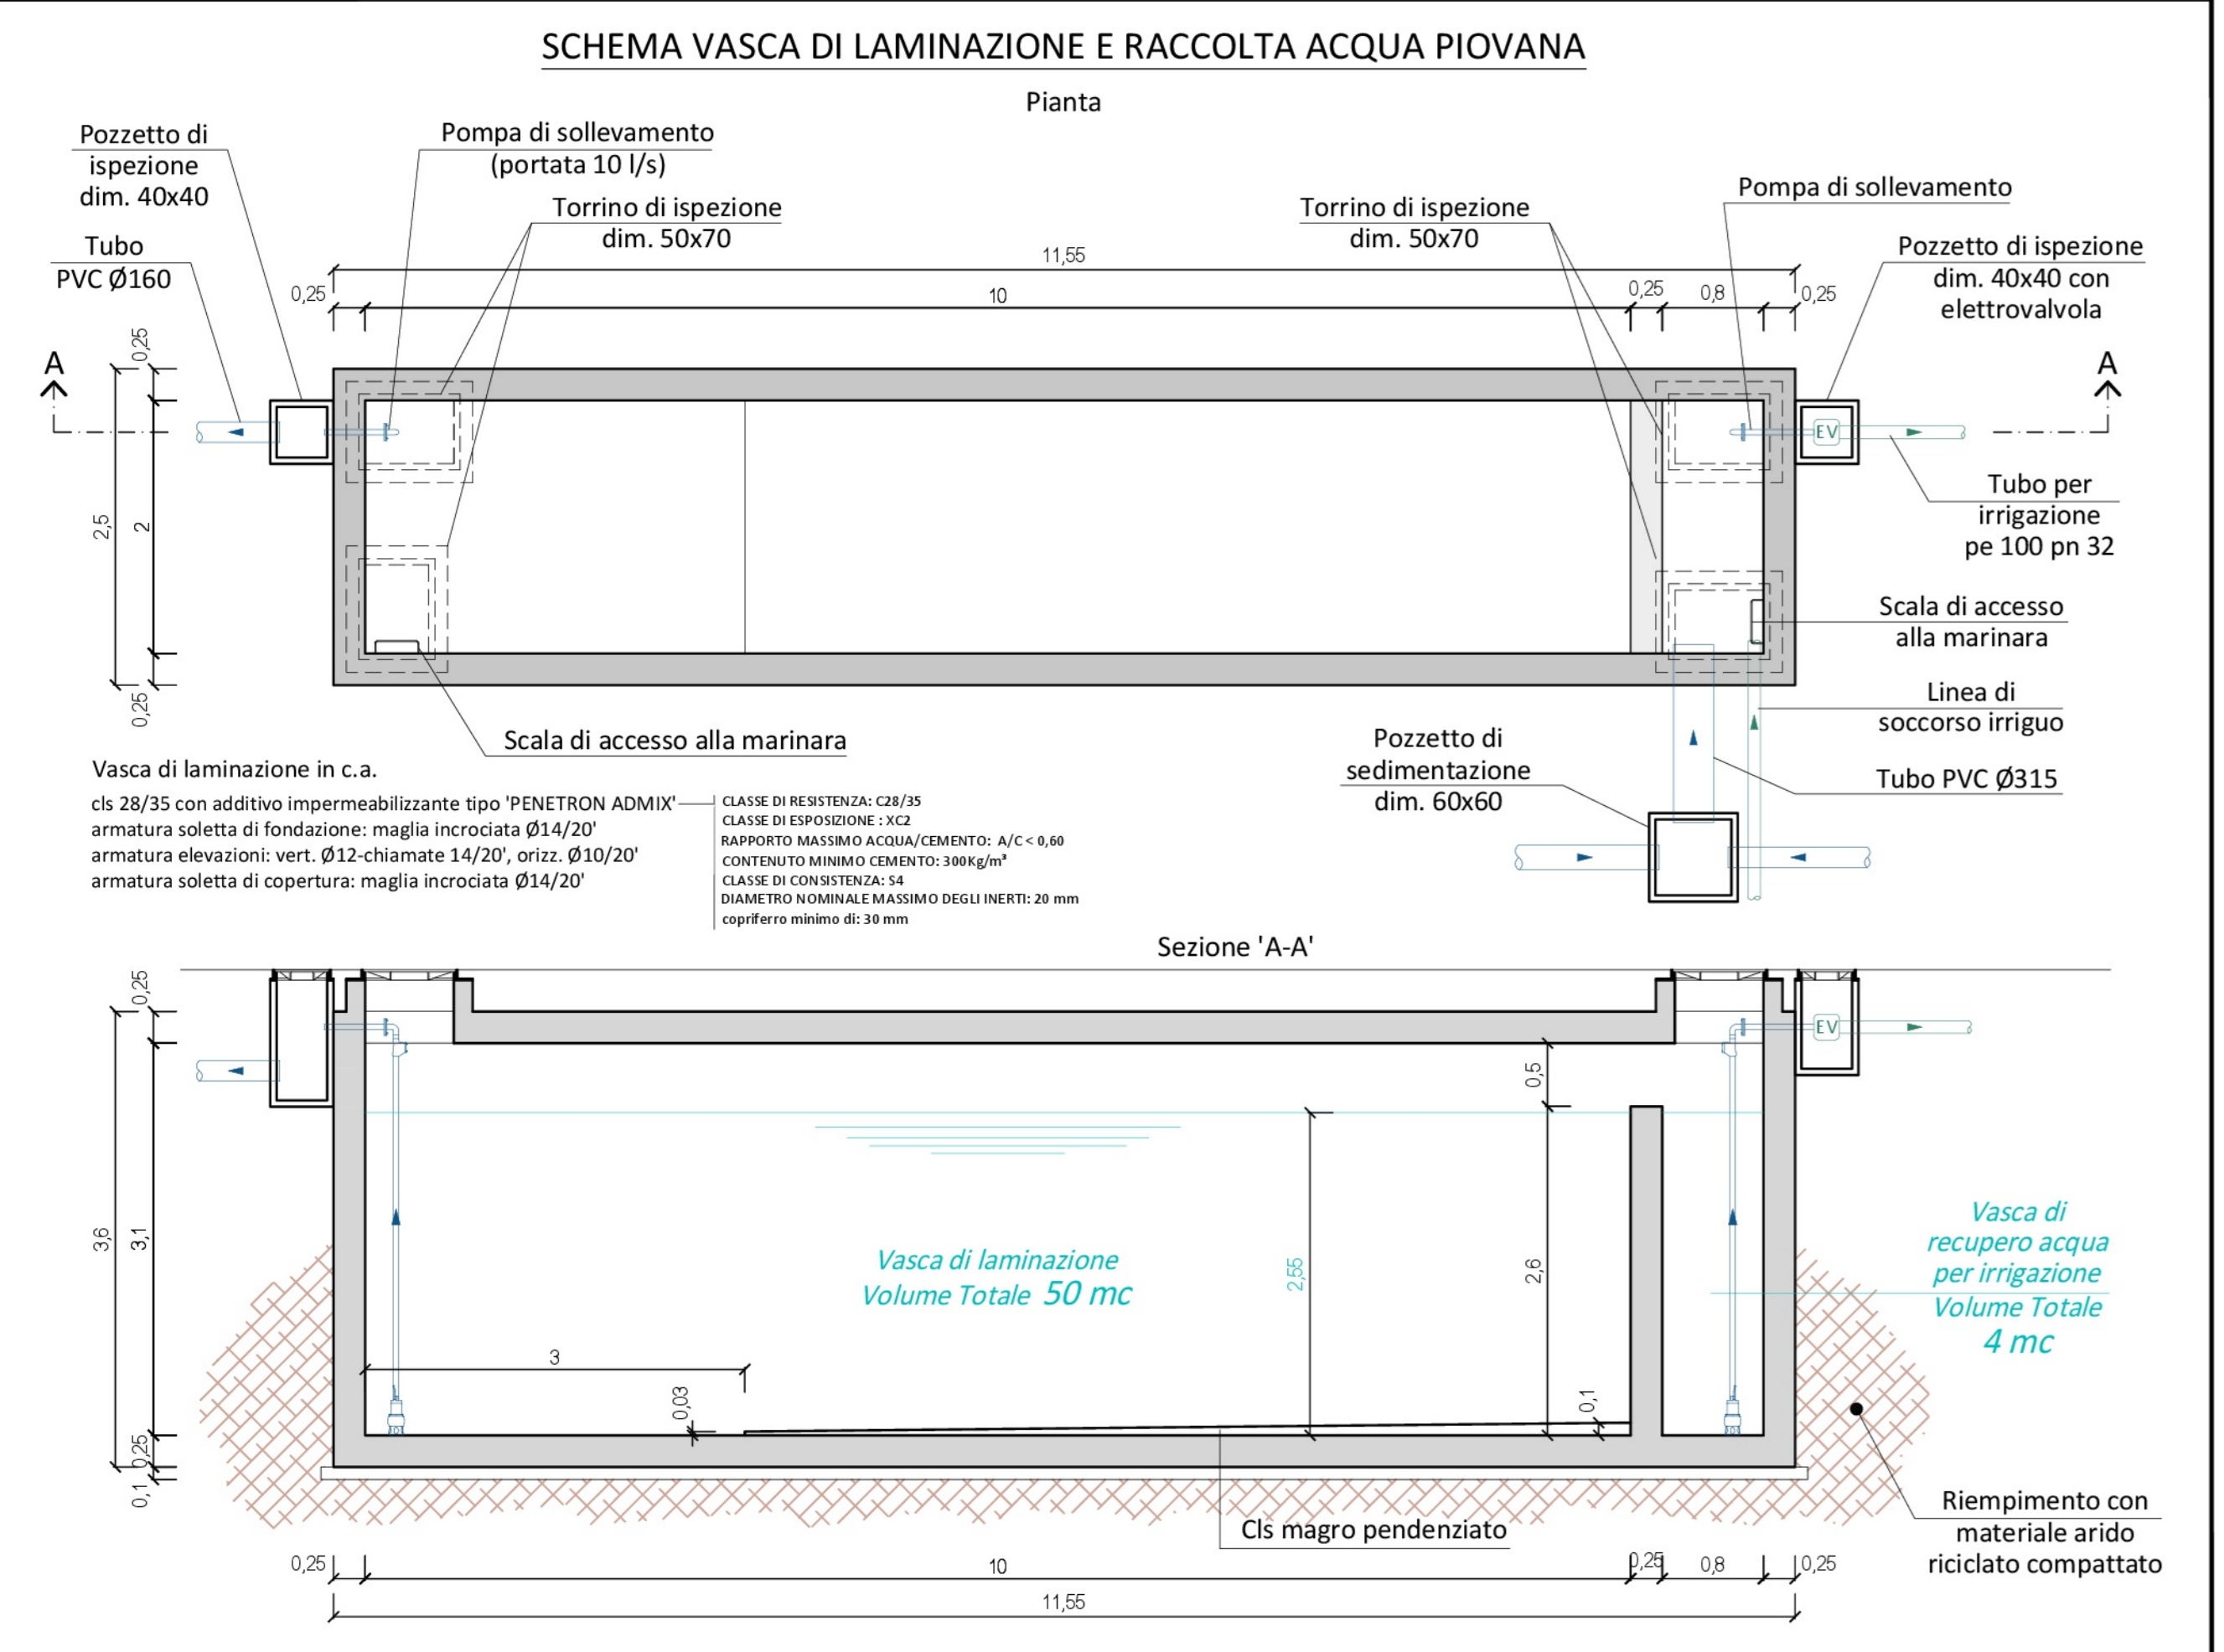 SCHEMA VASCA DI LAMINAZIONE E RACCOLTA ACQUA PIOVANA
Pianta
Pozzetto di
ispezione
dim. 40x40
Tubo
PVC Ø160
Pompa di sollevamento
(portata 10 l/s)
Torrino di ispezione
dim. 50x70
Torrino di ispezione
dim. 50x70
Pompa di sollevamento
Pozzetto di ispezione
dim. 40x40 con
elettrovalvola
11,55
0,25
10
0,25
0,8
0,25
A
A
0,25
2,5
2
0,25
EV
Tubo per
irrigazione
pe 100 pn 32
Scala di accesso
alla marinara
Linea di
soccorso irriguo
Tubo PVC Ø315
Pozzetto di
sedimentazione
dim. 60x60
Scala di accesso alla marinara
Vasca di laminazione in c.a.
cls 28/35 con additivo impermeabilizzante tipo 'PENETRON ADMIX'
armatura soletta di fondazione: maglia incrociata Ø14/20'
armatura elevazioni: vert. Ø12-chiamate 14/20', orizz. Ø10/20'
armatura soletta di copertura: maglia incrociata Ø14/20'
CLASSE DI RESISTENZA: C28/35
CLASSE DI ESPOSIZIONE : XC2
RAPPORTO MASSIMO ACQUA/CEMENTO: A/C < 0,60
CONTENUTO MINIMO CEMENTO: 300Kg/m³
CLASSE DI CONSISTENZA: S4
DIAMETRO NOMINALE MASSIMO DEGLI INERTI: 20 mm
copriferro minimo di: 30 mm
Sezione 'A-A'
0,25
3,6
3,1
0,25
0,1
EV
0,5
2,55
2,6
3
0,03
0,1
Vasca di laminazione
Volume Totale 50 mc
Vasca di
recupero acqua
per irrigazione
Volume Totale
4 mc
Cls magro pendenziato
Riempimento con
materiale arido
riciclato compattato
0,25
10
0,25
0,8
0,25
11,55